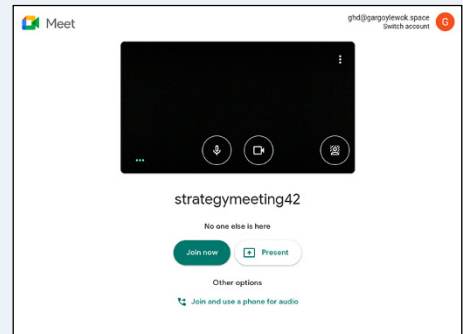 Meet
ghd@gargoylewok.space
Switch account
G
strategymeeting42
No one else is here
Join now
Present
Other options
Join and use a phone for audio